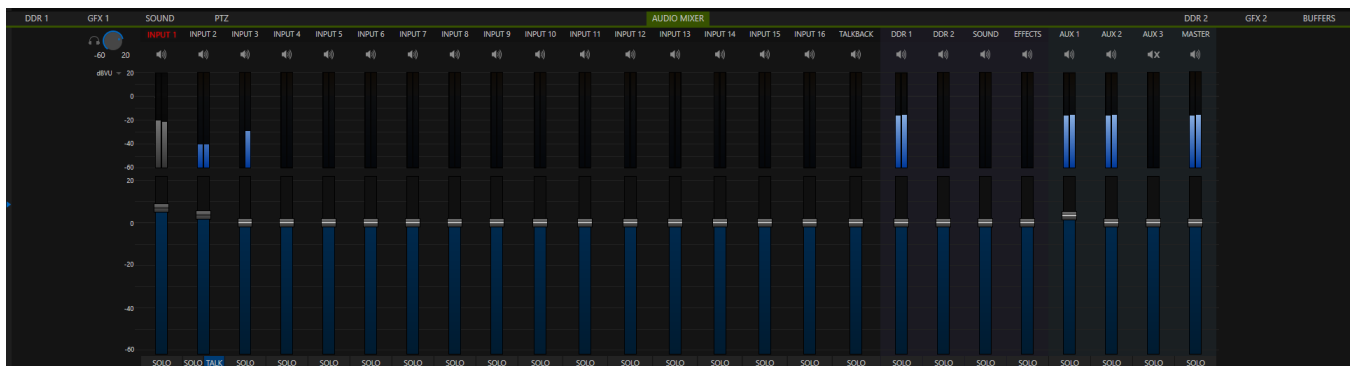 DDR 1 GFX 1 SOUND PTZ AUDIO MIXER DDR 2 GFX 2 BUFFERS
INPUT 1 INPUT 2 INPUT 3 INPUT 4 INPUT 5 INPUT 6 INPUT 7 INPUT 8 INPUT 9 INPUT 10 INPUT 11 INPUT 12 INPUT 13 INPUT 14 INPUT 15 INPUT 16 TALKBACK DDR 1 DDR 2 SOUND EFFECTS AUX 1 AUX 2 AUX 3 MASTER
-60 20
dBVU 20
0
-20
-40
-60
20
0
-20
-40
-60
SOLO SOLO TALK SOLO SOLO SOLO SOLO SOLO SOLO SOLO SOLO SOLO SOLO SOLO SOLO SOLO SOLO SOLO SOLO SOLO SOLO SOLO SOLO SOLO SOLO SOLO